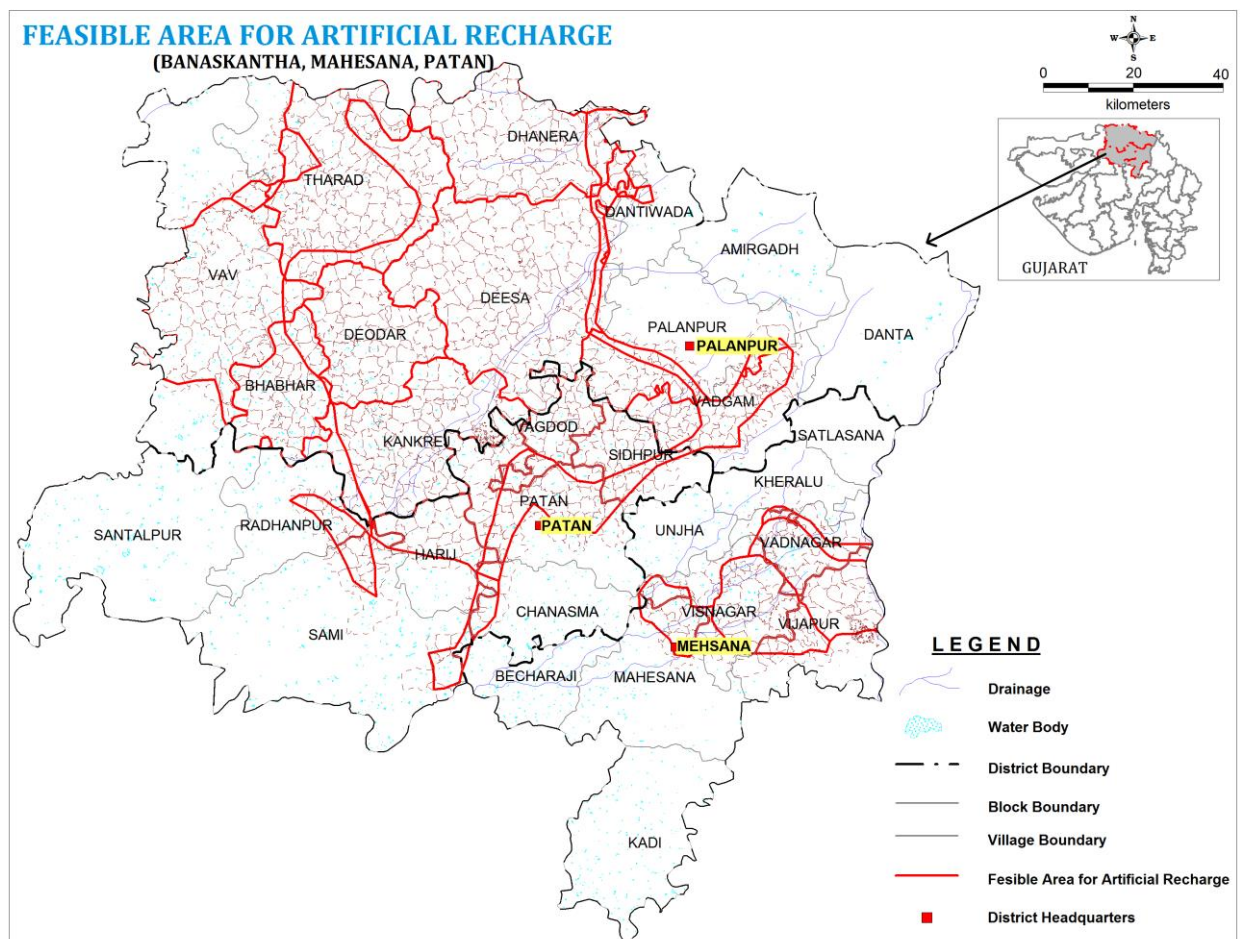 FEASIBLE AREA FOR ARTIFICIAL RECHARGE
(BANASKANTHA, MAHESANA, PATAN)
N
W E
S
0 20 40
kilometers
GUJARAT
DHANERA
THARAD
DANTIWADA
AMIRGADH
VAV
DEESA
PALANPUR
DEODAR
PALANPUR
DANTA
BHABHAR
VADGAM
KANKREJ
VAGDOD
SATLASANA
SIDHPUR
KHERALU
PATAN
SANTALPUR
RADHANPUR
PATAN
UNJHA
VADNAGAR
HARIJ
CHANASMA
VISNAGAR
VIJAPUR
SAMI
MEHSANA
BECHARAJI
MAHESANA
KADI
LEGEND
Drainage
Water Body
District Boundary
Block Boundary
Village Boundary
Fesible Area for Artificial Recharge
District Headquarters